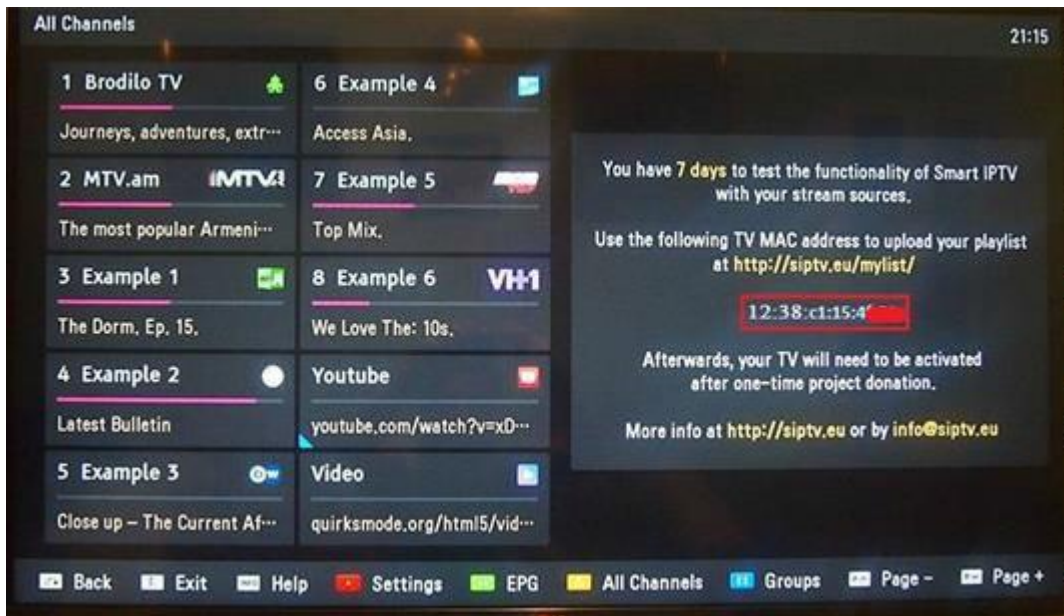 All Channels
21:15
1 Brodilo TV
Journeys, adventures, extr...
2 MTV.am
MTV
The most popular Armeni...
3 Example 1
The Dorm. Ep. 15.
4 Example 2
Latest Bulletin
5 Example 3
Close up - The Current Af...
6 Example 4
Access Asia.
7 Example 5
Top Mix.
8 Example 6
VH1
We Love The: 10s.
Youtube
youtube.com/watch?v=xD...
Video
quirksmode.org/html5/vid...
You have 7 days to test the functionality of Smart IPTV
with your stream sources.
Use the following TV MAC address to upload your playlist
at http://siptv.eu/mylist/
12:38:c1:15:4
Afterwards, your TV will need to be activated
after one-time project donation.
More info at http://siptv.eu or by info@siptv.eu
Back Exit Help Settings EPG All Channels Groups Page - Page +